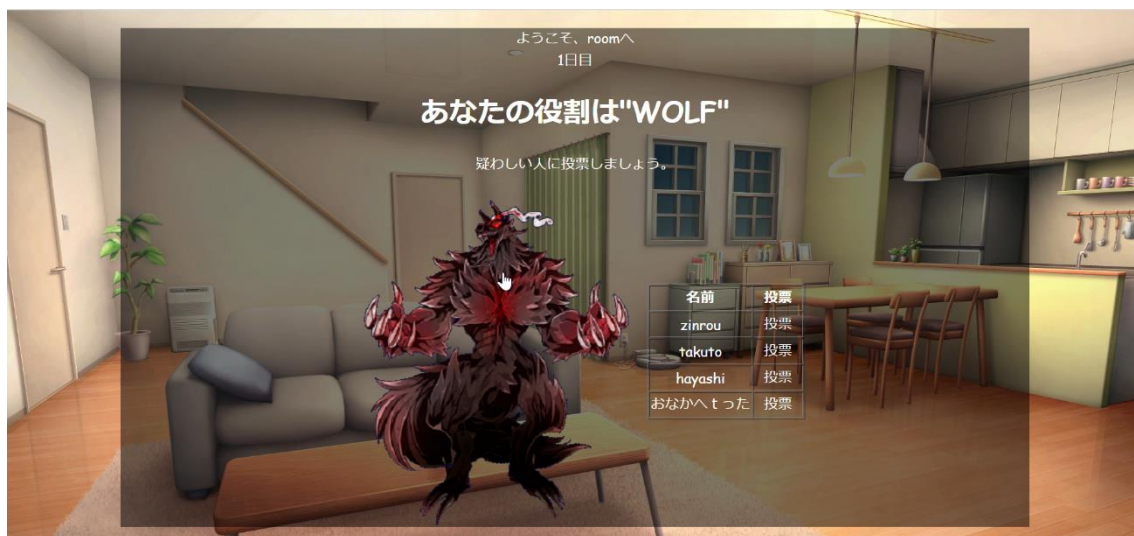 ようこそ、roomへ
1日目
あなたの役割は"WOLF"
疑わしい人に投票しましょう。
名前 投票
zinrou 投票
takuto 投票
hayashi 投票
おなかへｔった 投票